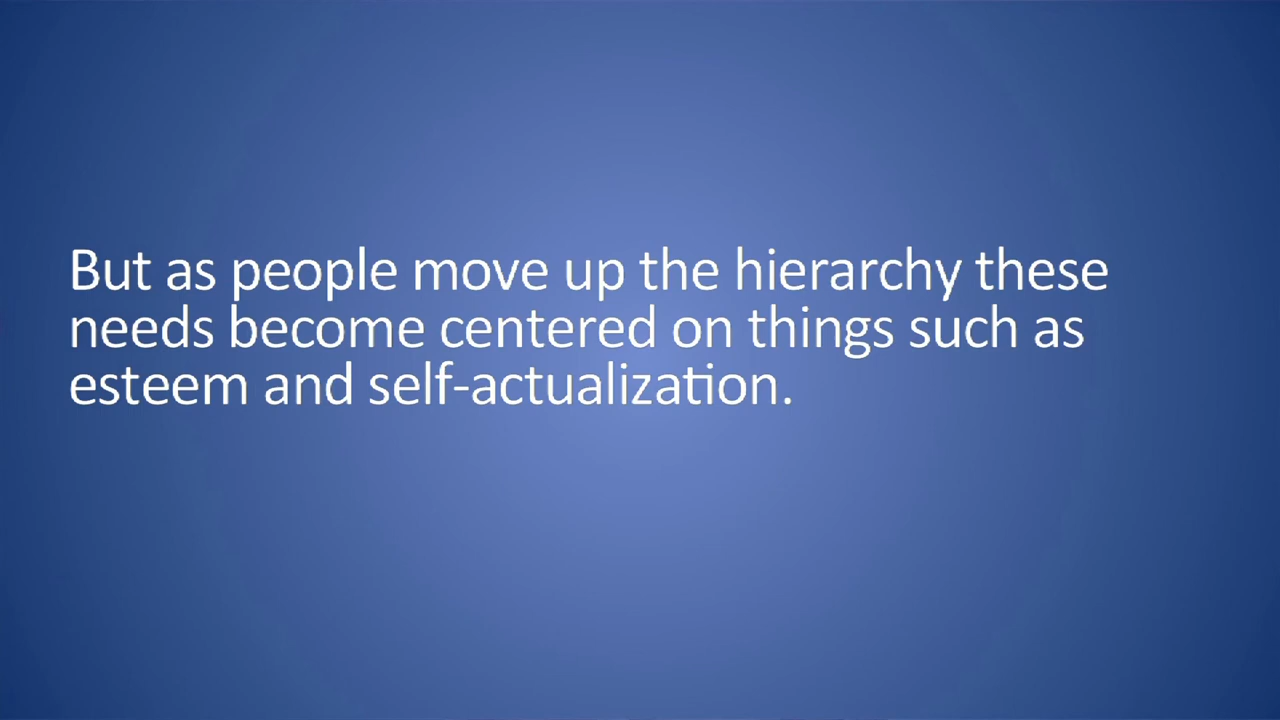 But as people move up the hierarchy these
needs become centered on things such as
esteem and self-actualization.